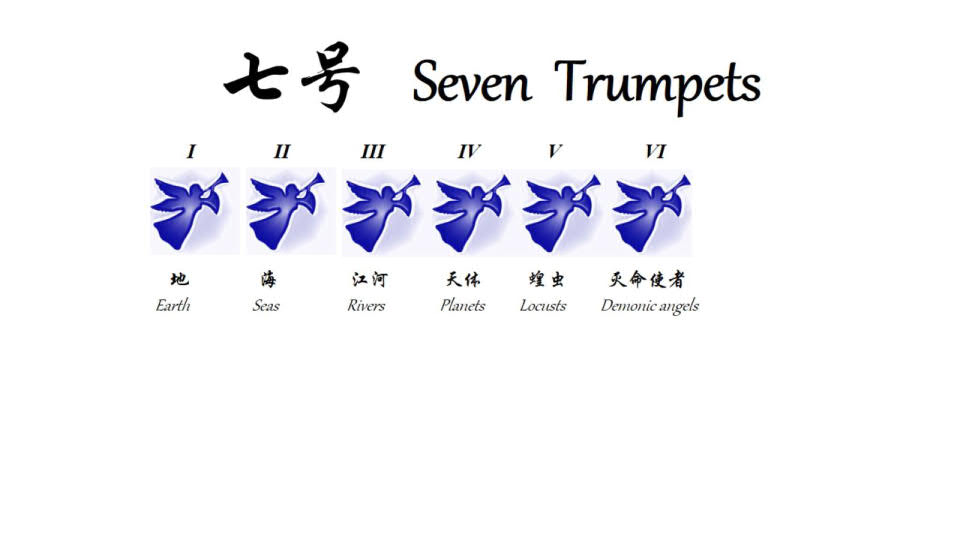 七号 Seven Trumpets
I II III IV V VI
地 海 江河 天体 蝗虫 灭命使者
Earth Seas Rivers Planets Locusts Demonic angels